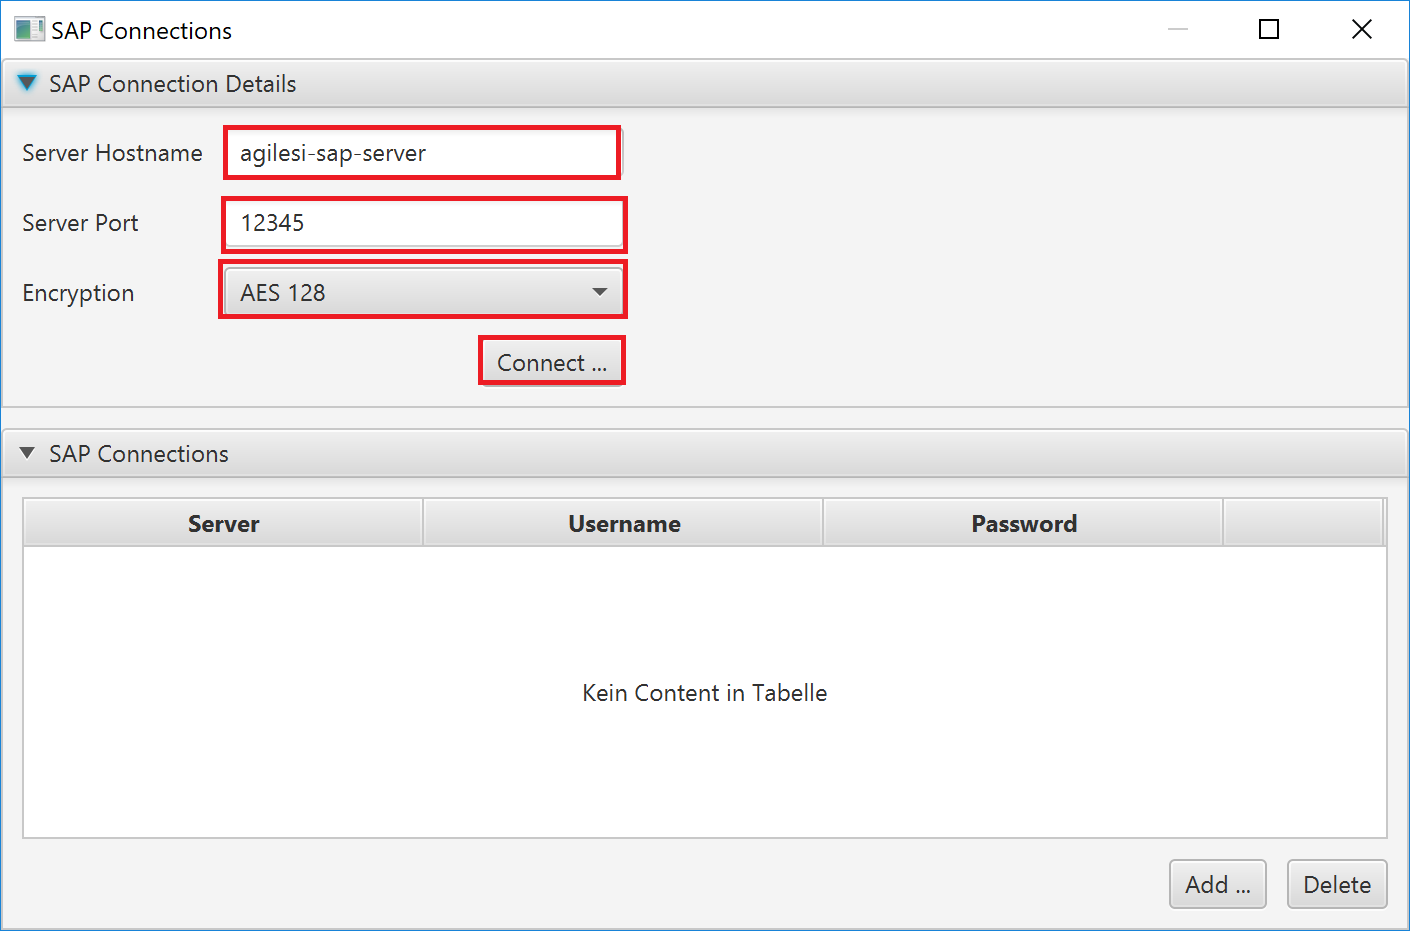 SAP Connections
SAP Connection Details
Server Hostname agilesi-sap-server
Server Port 12345
Encryption AES 128
Connect ...
SAP Connections
Server Username Password
Kein Content in Tabelle
Add ... Delete